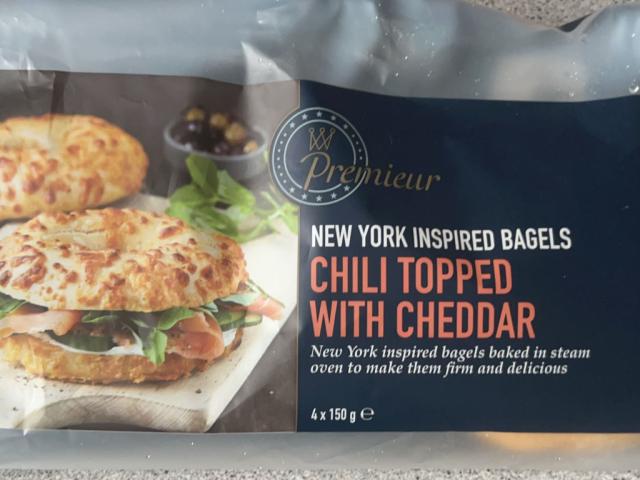 Premieur
NEW YORK INSPIRED BAGELS
CHILI TOPPED
WITH CHEDDAR
New York inspired bagels baked in steam
oven to make them firm and delicious
4 x 150 g ℮